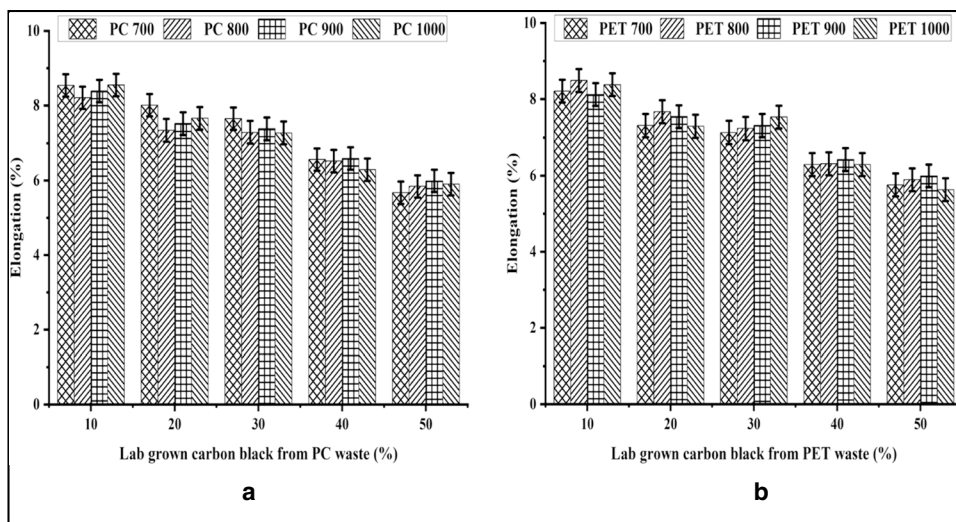 PC 700 PC 800 PC 900 PC 1000
10
8
6
4
2
0
Elongation (%)
10 20 30 40 50
Lab grown carbon black from PC waste (%)
a
PET 700 PET 800 PET 900 PET 1000
10
8
6
4
2
0
Elongation (%)
10 20 30 40 50
Lab grown carbon black from PET waste (%)
b